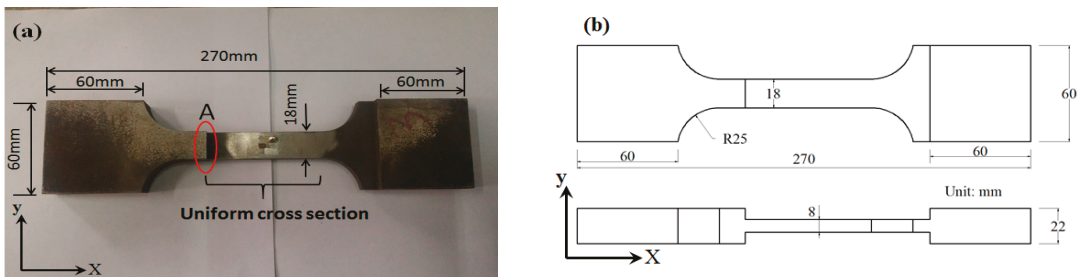 (a)
270mm
60mm
60mm
A
18mm
60mm
Uniform cross section
y
X
(b)
18
60
R25
60
270
60
Unit: mm
y
8
22
X